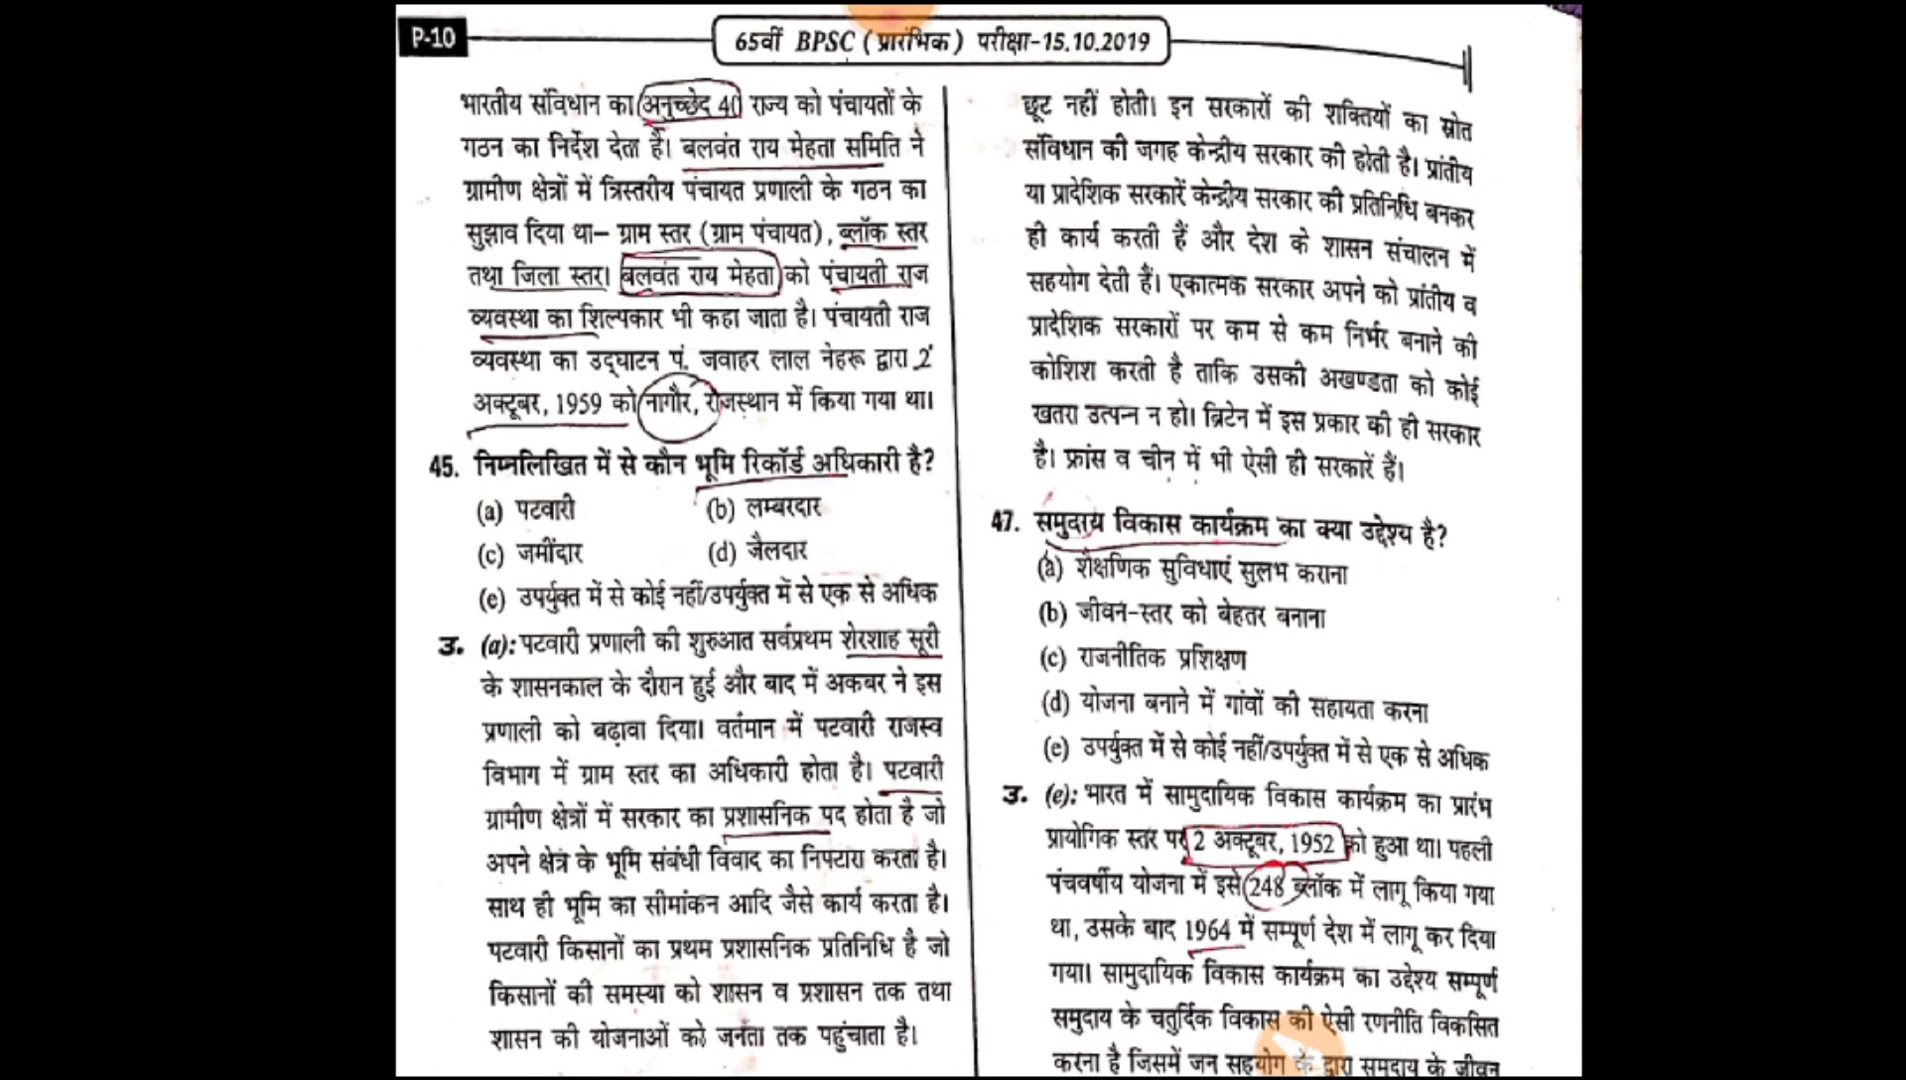 P-10
65वीं BPSC (प्रारंभिक) परीक्षा-15.10.2019
भारतीय संविधान का अनुच्छेद 40 राज्य को पंचायतों के
गठन का निर्देश देता है। बलवंत राय मेहता समिति ने
ग्रामीण क्षेत्रों में त्रिस्तरीय पंचायत प्रणाली के गठन का
सुझाव दिया था– ग्राम स्तर (ग्राम पंचायत), ब्लॉक स्तर
तथा जिला स्तर। बलवंत राय मेहता को पंचायती राज
व्यवस्था का शिल्पकार भी कहा जाता है। पंचायती राज
व्यवस्था का उद्घाटन पं. जवाहर लाल नेहरू द्वारा 2
अक्टूबर, 1959 को नागौर, राजस्थान में किया गया था।
45. निम्नलिखित में से कौन भूमि रिकॉर्ड अधिकारी है?
(a) पटवारी (b) लम्बरदार
(c) जमींदार (d) जैलदार
(e) उपर्युक्त में से कोई नहीं/उपर्युक्त में से एक से अधिक
उ. (a): पटवारी प्रणाली की शुरुआत सर्वप्रथम शेरशाह सूरी
के शासनकाल के दौरान हुई और बाद में अकबर ने इस
प्रणाली को बढ़ावा दिया। वर्तमान में पटवारी राजस्व
विभाग में ग्राम स्तर का अधिकारी होता है। पटवारी
ग्रामीण क्षेत्रों में सरकार का प्रशासनिक पद होता है जो
अपने क्षेत्र के भूमि संबंधी विवाद का निपटारा करता है।
साथ ही भूमि का सीमांकन आदि जैसे कार्य करता है।
पटवारी किसानों का प्रथम प्रशासनिक प्रतिनिधि है जो
किसानों की समस्या को शासन व प्रशासन तक तथा
शासन की योजनाओं को जनता तक पहुंचाता है।
छूट नहीं होती। इन सरकारों की शक्तियों का स्रोत
संविधान की जगह केन्द्रीय सरकार की होती है। प्रांतीय
या प्रादेशिक सरकारें केन्द्रीय सरकार की प्रतिनिधि बनकर
ही कार्य करती हैं और देश के शासन संचालन में
सहयोग देती हैं। एकात्मक सरकार अपने को प्रांतीय व
प्रादेशिक सरकारों पर कम से कम निर्भर बनाने की
कोशिश करती है ताकि उसकी अखण्डता को कोई
खतरा उत्पन्न न हो। ब्रिटेन में इस प्रकार की ही सरकार
है। फ्रांस व चीन में भी ऐसी ही सरकारें हैं।
47. समुदाय विकास कार्यक्रम का क्या उद्देश्य है?
(a) शैक्षणिक सुविधाएं सुलभ कराना
(b) जीवन-स्तर को बेहतर बनाना
(c) राजनीतिक प्रशिक्षण
(d) योजना बनाने में गांवों की सहायता करना
(e) उपर्युक्त में से कोई नहीं/उपर्युक्त में से एक से अधिक
उ. (e): भारत में सामुदायिक विकास कार्यक्रम का प्रारंभ
प्रायोगिक स्तर पर 2 अक्टूबर, 1952 को हुआ था। पहली
पंचवर्षीय योजना में इसे 248 ब्लॉक में लागू किया गया
था, उसके बाद 1964 में सम्पूर्ण देश में लागू कर दिया
गया। सामुदायिक विकास कार्यक्रम का उद्देश्य सम्पूर्ण
समुदाय के चतुर्दिक विकास की ऐसी रणनीति विकसित
करना है जिसमें जन सहयोग के द्वारा समुदाय के जीवन